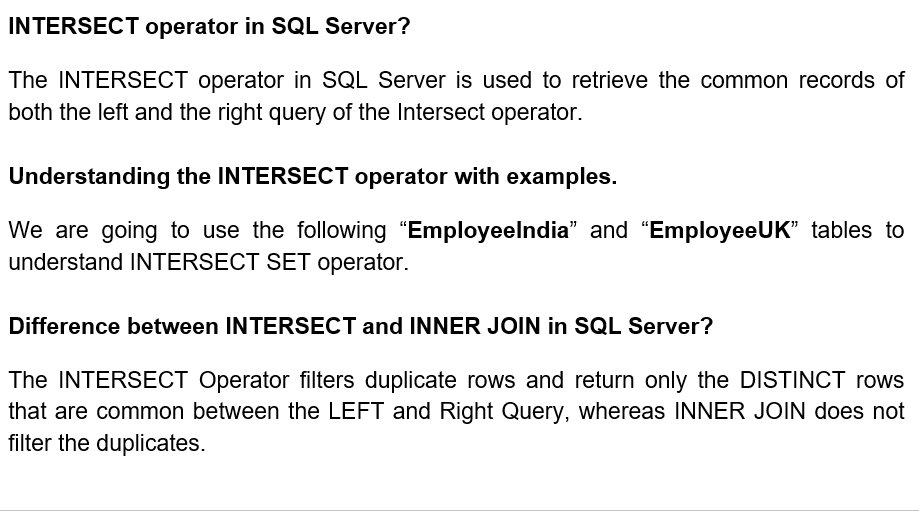 INTERSECT operator in SQL Server?
The INTERSECT operator in SQL Server is used to retrieve the common records of
both the left and the right query of the Intersect operator.
Understanding the INTERSECT operator with examples.
We are going to use the following “EmployeeIndia” and “EmployeeUK” tables to
understand INTERSECT SET operator.
Difference between INTERSECT and INNER JOIN in SQL Server?
The INTERSECT Operator filters duplicate rows and return only the DISTINCT rows
that are common between the LEFT and Right Query, whereas INNER JOIN does not
filter the duplicates.